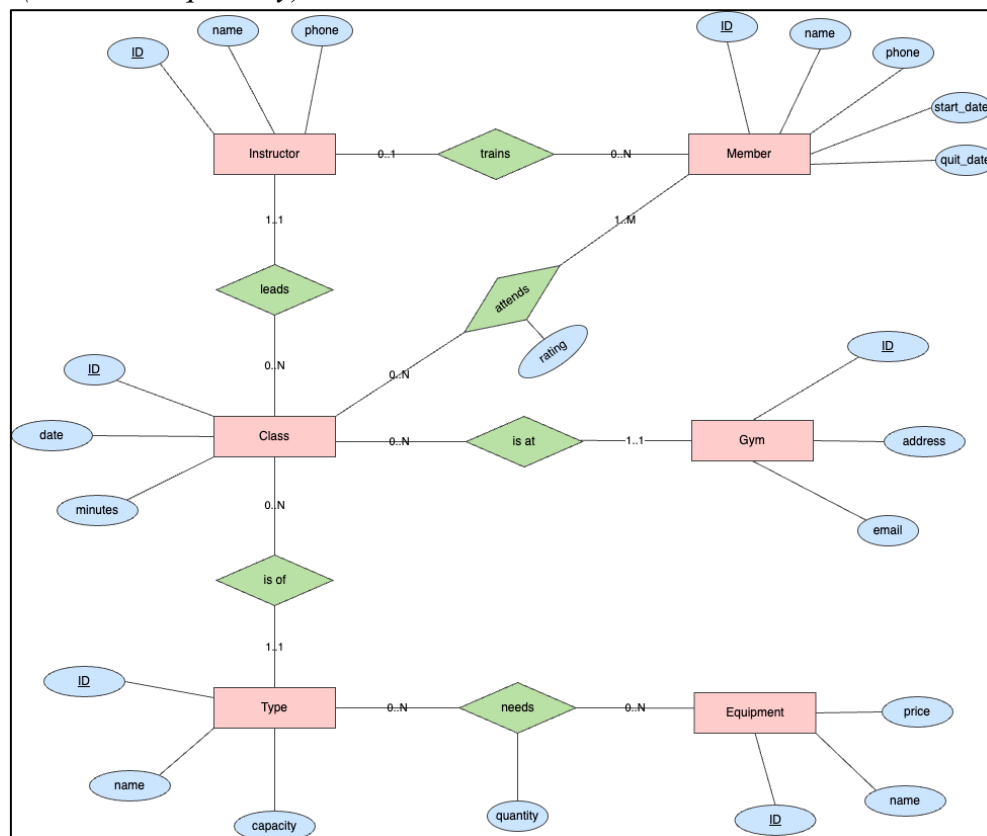 ID
name
phone
ID
name
phone
start_date
quit_date
Instructor
0..1
trains
0..N
Member
1..1
1..M
leads
attends
rating
0..N
0..N
ID
date
minutes
Class
0..N
is at
1..1
Gym
ID
address
email
0..N
is of
1..1
ID
name
capacity
Type
0..N
needs
quantity
0..N
Equipment
price
name
ID